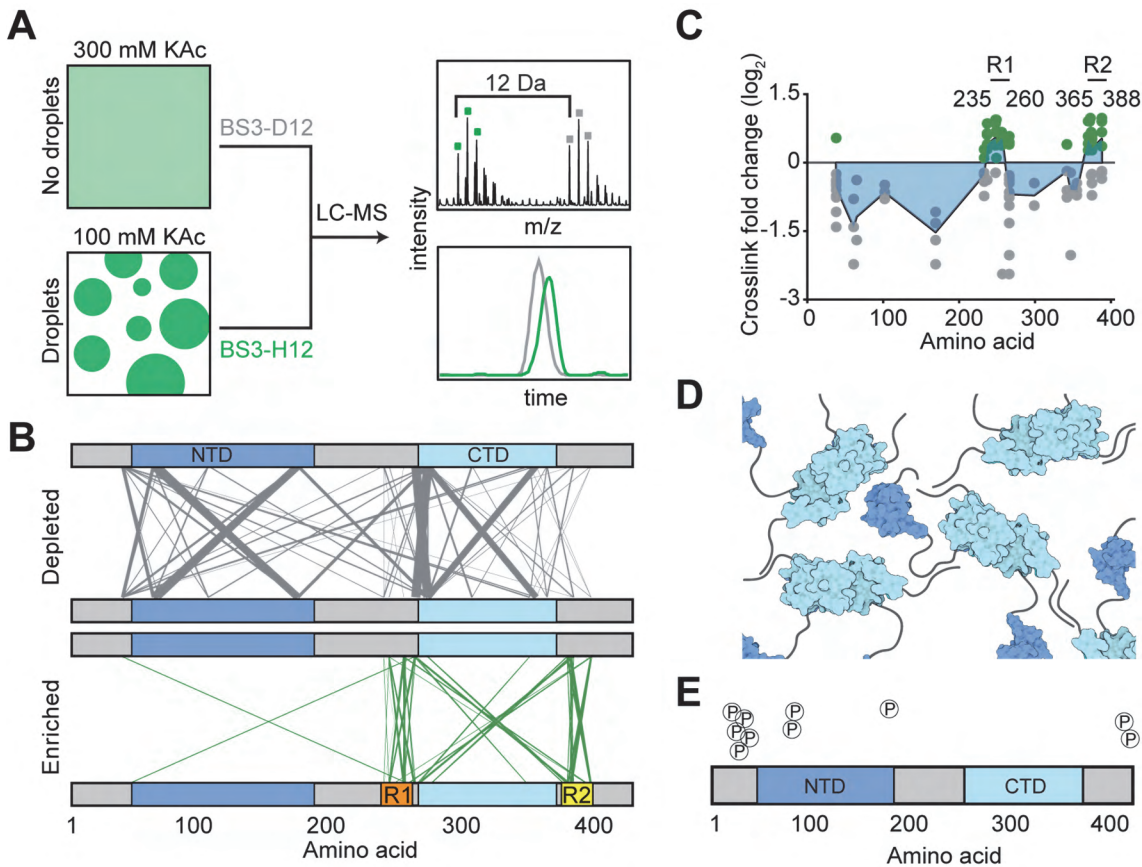 A
300 mM KAc
No droplets
BS3-D12
100 mM KAc
Droplets
BS3-H12
LC-MS
12 Da
intensity
m/z
time
B
NTD
CTD
Depleted
Enriched
R1
R2
1
100
200
300
400
Amino acid
C
R1
R2
235
260
365
388
Crosslink fold change (log2)
1.5
0
-1.5
-3
0
100
200
300
400
Amino acid
D
E
P
P
P
P
P
P
P
P
P
P
NTD
CTD
1
100
200
300
400
Amino acid